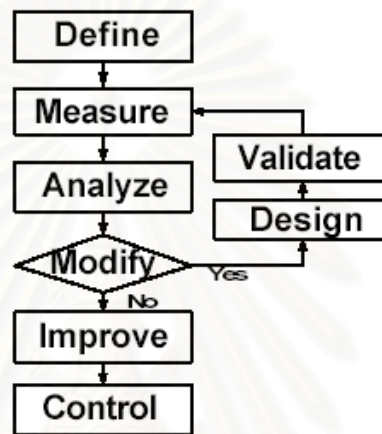 Define
Measure
Validate
Analyze
Design
Modify
Yes
No
Improve
Control